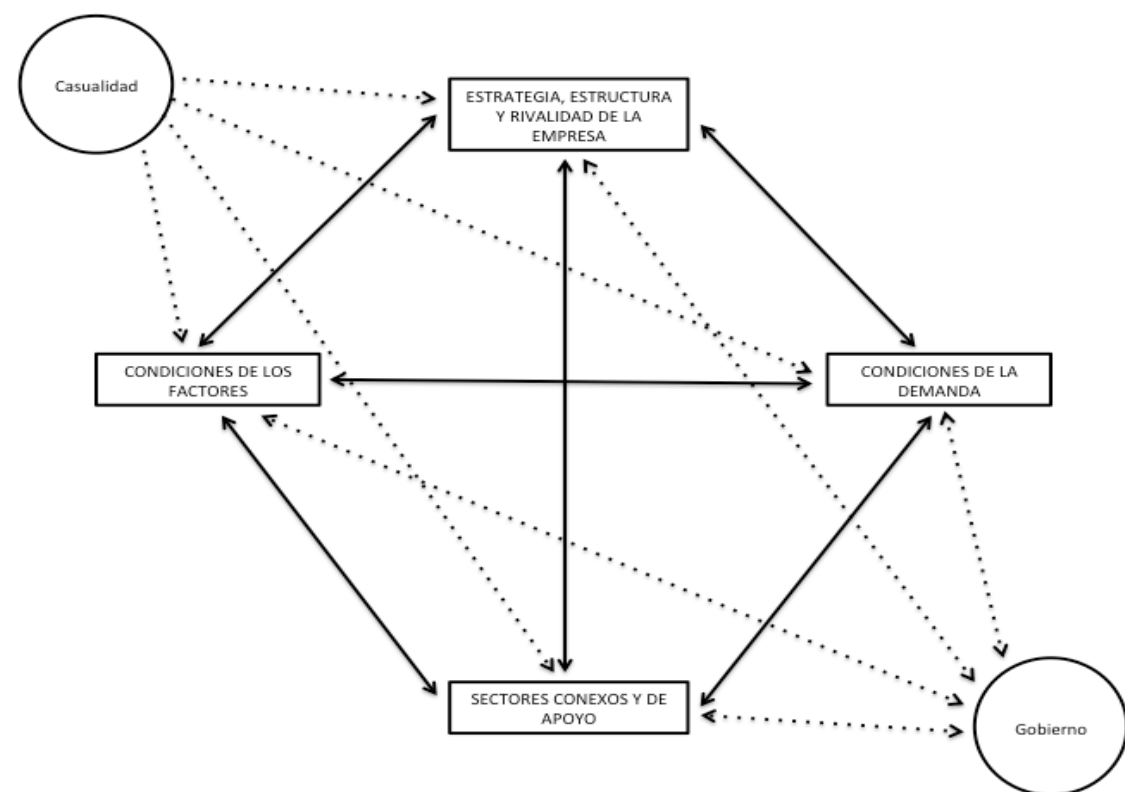 Casualidad
ESTRATEGIA, ESTRUCTURA
Y RIVALIDAD DE LA
EMPRESA
CONDICIONES DE LOS
FACTORES
CONDICIONES DE LA
DEMANDA
SECTORES CONEXOS Y DE
APOYO
Gobierno